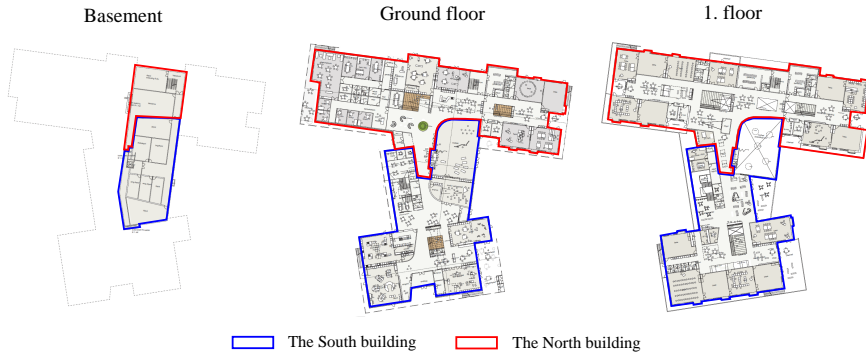 Basement
Ground floor
1. floor
The South building
The North building